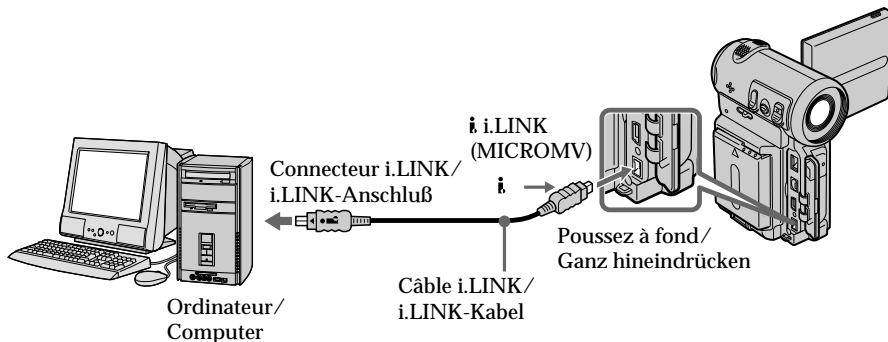 i.LINK
(MICROMV)
Connecteur i.LINK/
i.LINK-Anschluß
Poussez à fond/
Ganz hineindrücken
Câble i.LINK/
i.LINK-Kabel
Ordinateur/
Computer